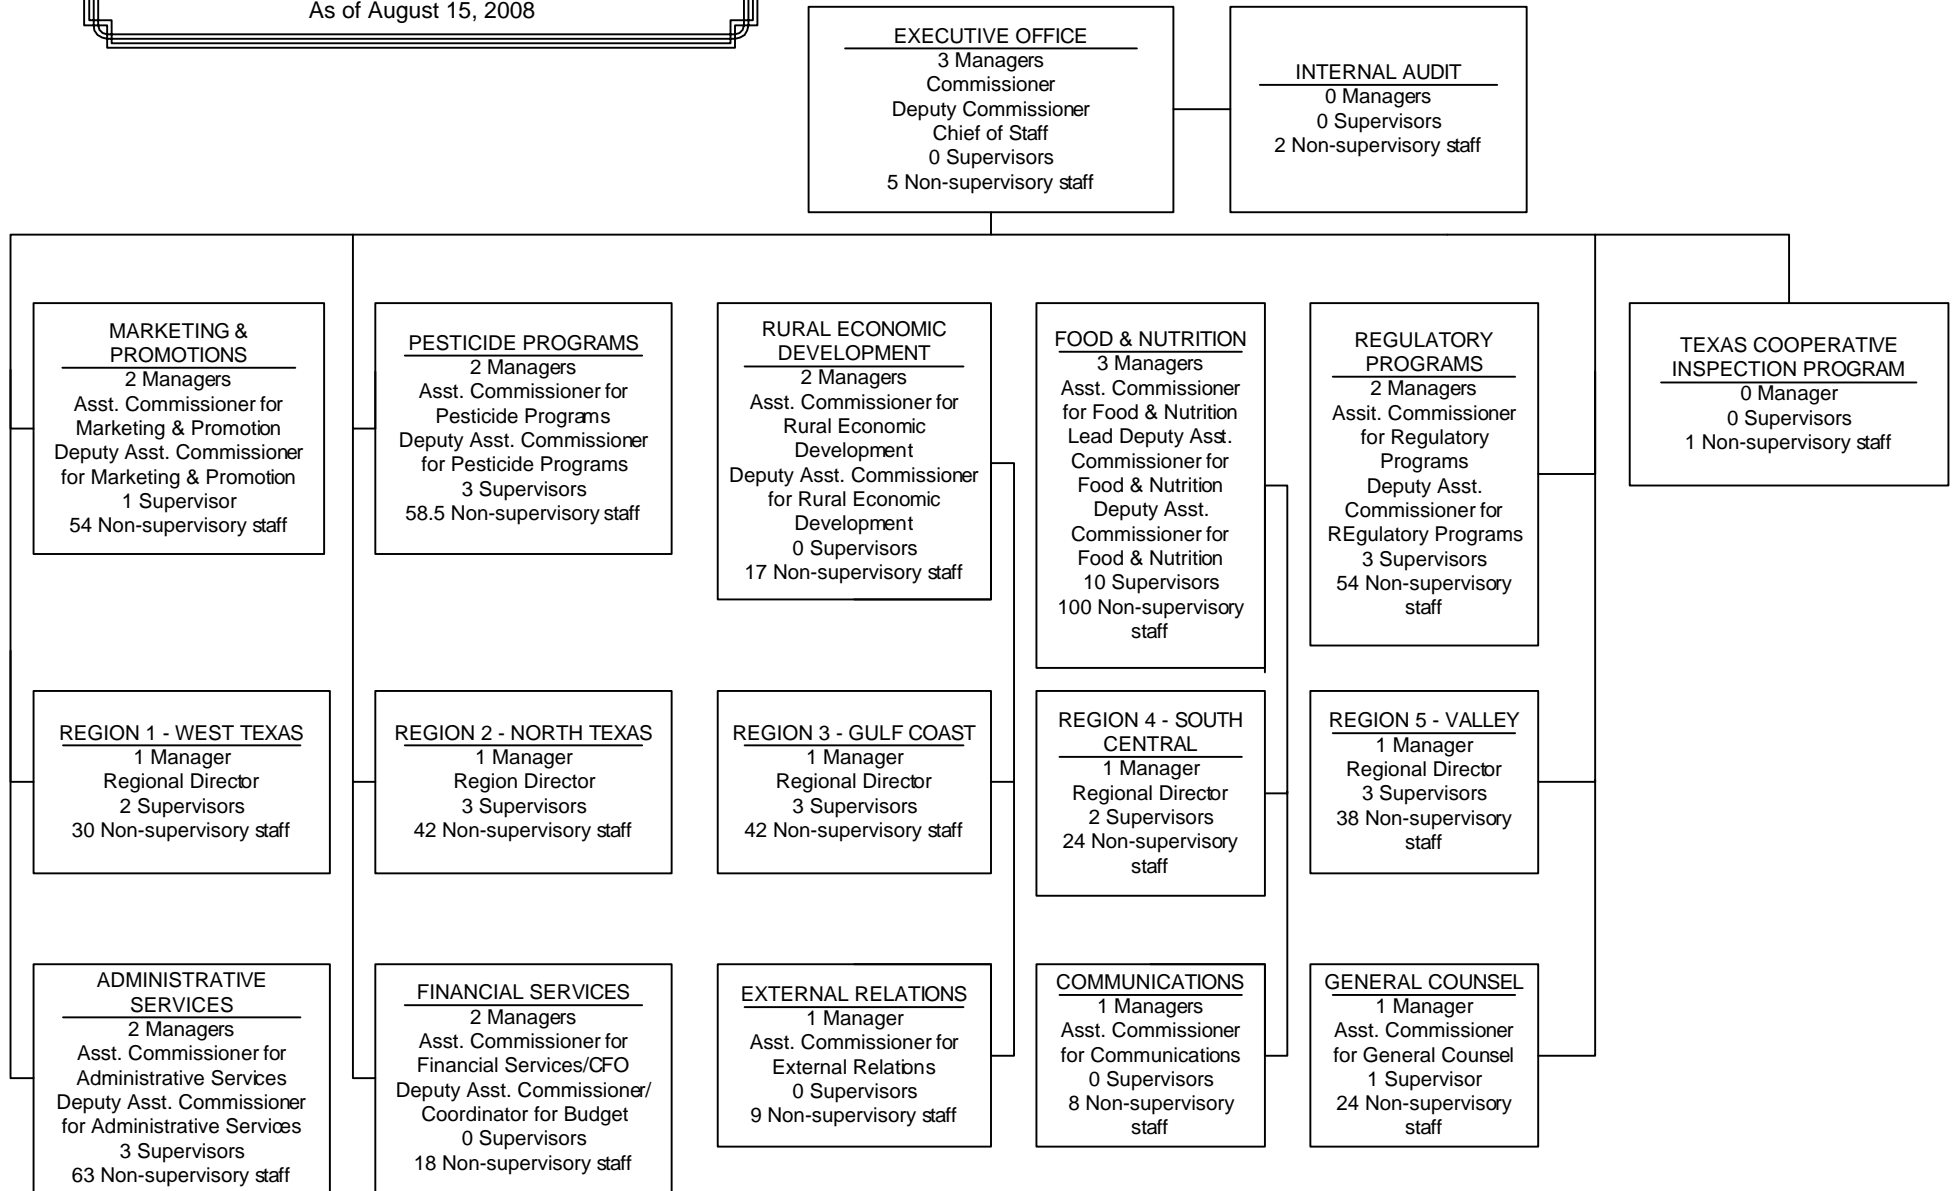 As of August 15, 2008
EXECUTIVE OFFICE
3 Managers
Commissioner
Deputy Commissioner
Chief of Staff
0 Supervisors
5 Non-supervisory staff
INTERNAL AUDIT
0 Managers
0 Supervisors
2 Non-supervisory staff
MARKETING &
PROMOTIONS
2 Managers
Asst. Commissioner for
Marketing & Promotion
Deputy Asst. Commissioner
for Marketing & Promotion
1 Supervisor
54 Non-supervisory staff
PESTICIDE PROGRAMS
2 Managers
Asst. Commissioner for
Pesticide Programs
Deputy Asst. Commissioner
for Pesticide Programs
3 Supervisors
58.5 Non-supervisory staff
RURAL ECONOMIC
DEVELOPMENT
2 Managers
Asst. Commissioner for
Rural Economic
Development
Deputy Asst. Commissioner
for Rural Economic
Development
0 Supervisors
17 Non-supervisory staff
FOOD & NUTRITION
3 Managers
Asst. Commissioner
for Food & Nutrition
Lead Deputy Asst.
Commissioner for
Food & Nutrition
Deputy Asst.
Commissioner for
Food & Nutrition
10 Supervisors
100 Non-supervisory
staff
REGULATORY
PROGRAMS
2 Managers
Assit. Commissioner
for Regulatory
Programs
Deputy Asst.
Commissioner for
REgulatory Programs
3 Supervisors
54 Non-supervisory
staff
TEXAS COOPERATIVE
INSPECTION PROGRAM
0 Manager
0 Supervisors
1 Non-supervisory staff
REGION 1 - WEST TEXAS
1 Manager
Regional Director
2 Supervisors
30 Non-supervisory staff
REGION 2 - NORTH TEXAS
1 Manager
Region Director
3 Supervisors
42 Non-supervisory staff
REGION 3 - GULF COAST
1 Manager
Regional Director
3 Supervisors
42 Non-supervisory staff
REGION 4 - SOUTH
CENTRAL
1 Manager
Regional Director
2 Supervisors
24 Non-supervisory
staff
REGION 5 - VALLEY
1 Manager
Regional Director
3 Supervisors
38 Non-supervisory
staff
ADMINISTRATIVE
SERVICES
2 Managers
Asst. Commissioner for
Administrative Services
Deputy Asst. Commissioner
for Administrative Services
3 Supervisors
63 Non-supervisory staff
FINANCIAL SERVICES
2 Managers
Asst. Commissioner for
Financial Services/CFO
Deputy Asst. Commissioner/
Coordinator for Budget
0 Supervisors
18 Non-supervisory staff
EXTERNAL RELATIONS
1 Manager
Asst. Commissioner for
External Relations
0 Supervisors
9 Non-supervisory staff
COMMUNICATIONS
1 Managers
Asst. Commissioner
for Communications
0 Supervisors
8 Non-supervisory
staff
GENERAL COUNSEL
1 Manager
Asst. Commissioner
for General Counsel
1 Supervisor
24 Non-supervisory
staff